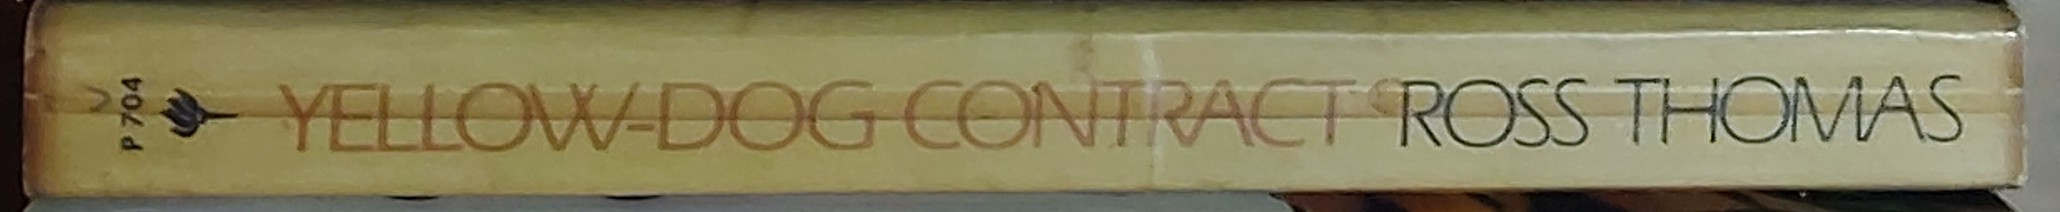 P 704
YELLOW-DOG CONTRACT ROSS THOMAS